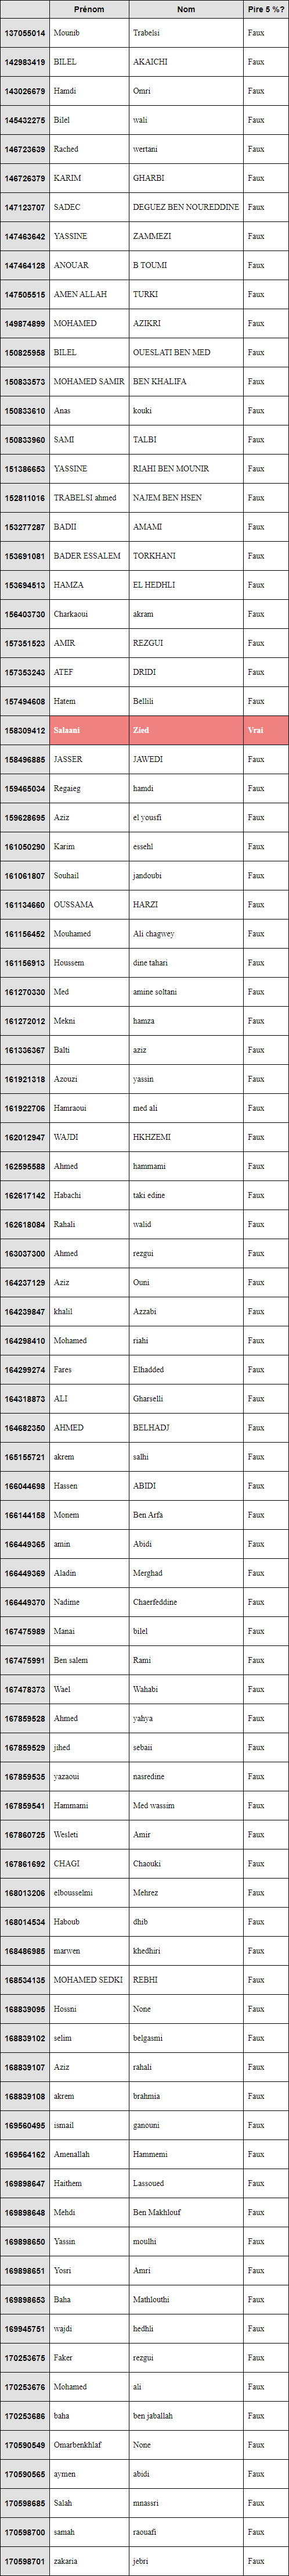 Prénom Nom Pire 5 %?
137055014 Mounib Trabelsi Faux
142983419 BILEL AKAICHI Faux
143026679 Hamdi Omri Faux
145432275 Bilel wali Faux
146723639 Rached wertani Faux
146726379 KARIM GHARBI Faux
147123707 SADEC DEGUEZ BEN NOUREDDINE Faux
147463642 YASSINE ZAMMEZI Faux
147464128 ANOUAR B TOUMI Faux
147505515 AMEN ALLAH TURKI Faux
149874899 MOHAMED AZIKRI Faux
150825958 BILEL OUESLATI BEN MED Faux
150833573 MOHAMED SAMIR BEN KHALIFA Faux
150833610 Anas kouki Faux
150833960 SAMI TALBI Faux
151386653 YASSINE RIAHI BEN MOUNIR Faux
152811016 TRABELSI ahmed NAJEM BEN HSEN Faux
153277287 BADII AMAMI Faux
153691081 BADER ESSALEM TORKHANI Faux
153694513 HAMZA EL HEDHLI Faux
156403730 Charkaoui akram Faux
157351523 AMIR REZGUI Faux
157353243 ATEF DRIDI Faux
157494608 Hatem Bellili Faux
158309412 Salaani Zied Vrai
158496885 JASSER JAWEDI Faux
159465034 Regaieg hamdi Faux
159628695 Aziz el yousfi Faux
161050290 Karim essehl Faux
161061807 Souhail jandoubi Faux
161134660 OUSSAMA HARZI Faux
161156452 Mouhamed Ali chagwey Faux
161156913 Houssem dine tahari Faux
161270330 Med amine soltani Faux
161272012 Mekni hamza Faux
161336367 Balti aziz Faux
161921318 Azouzi yassin Faux
161922706 Hamraoui med ali Faux
162012947 WAJDI HKHZEMI Faux
162595588 Ahmed hammami Faux
162617142 Habachi taki edine Faux
162618084 Rahali walid Faux
163037300 Ahmed rezgui Faux
164237129 Aziz Ouni Faux
164239847 khalil Azzabi Faux
164298410 Mohamed riahi Faux
164299274 Fares Elhadded Faux
164318873 ALI Gharselli Faux
164682350 AHMED BELHADJ Faux
165155721 akrem salhi Faux
166044698 Hassen ABIDI Faux
166144158 Monem Ben Arfa Faux
166449365 amin Abidi Faux
166449369 Aladin Merghad Faux
166449370 Nadime Chaerfeddine Faux
167475989 Manai bilel Faux
167475991 Ben salem Rami Faux
167478373 Wael Wahabi Faux
167859528 Ahmed yahya Faux
167859529 jihed sebaii Faux
167859535 yazaoui nasredine Faux
167859541 Hammami Med wassim Faux
167860725 Wesleti Amir Faux
167861692 CHAGI Chaouki Faux
168013206 elbousselmi Mehrez Faux
168014534 Haboub dhib Faux
168486985 marwen khedhiri Faux
168534135 MOHAMED SEDKI REBHI Faux
168839095 Hossni None Faux
168839102 selim belgasmi Faux
168839107 Aziz rahali Faux
168839108 akrem brahmia Faux
169560495 ismail ganouni Faux
169564162 Amenallah Hammemi Faux
169898647 Haithem Lassoued Faux
169898648 Mehdi Ben Makhlouf Faux
169898650 Yassin moulhi Faux
169898651 Yosri Amri Faux
169898653 Baha Mathlouthi Faux
169945751 wajdi hedhli Faux
170253675 Faker rezgui Faux
170253676 Mohamed ali Faux
170253686 baha ben jaballah Faux
170590549 Omarbenkhlaf None Faux
170590565 aymen abidi Faux
170598685 Salah mnassri Faux
170598700 samah raouafi Faux
170598701 zakaria jebri Faux